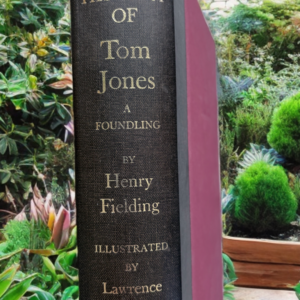 OF
Tom
Jones
A
FOUNDLING
BY
Henry
Fielding
ILLUSTRATED
BY
Lawrence